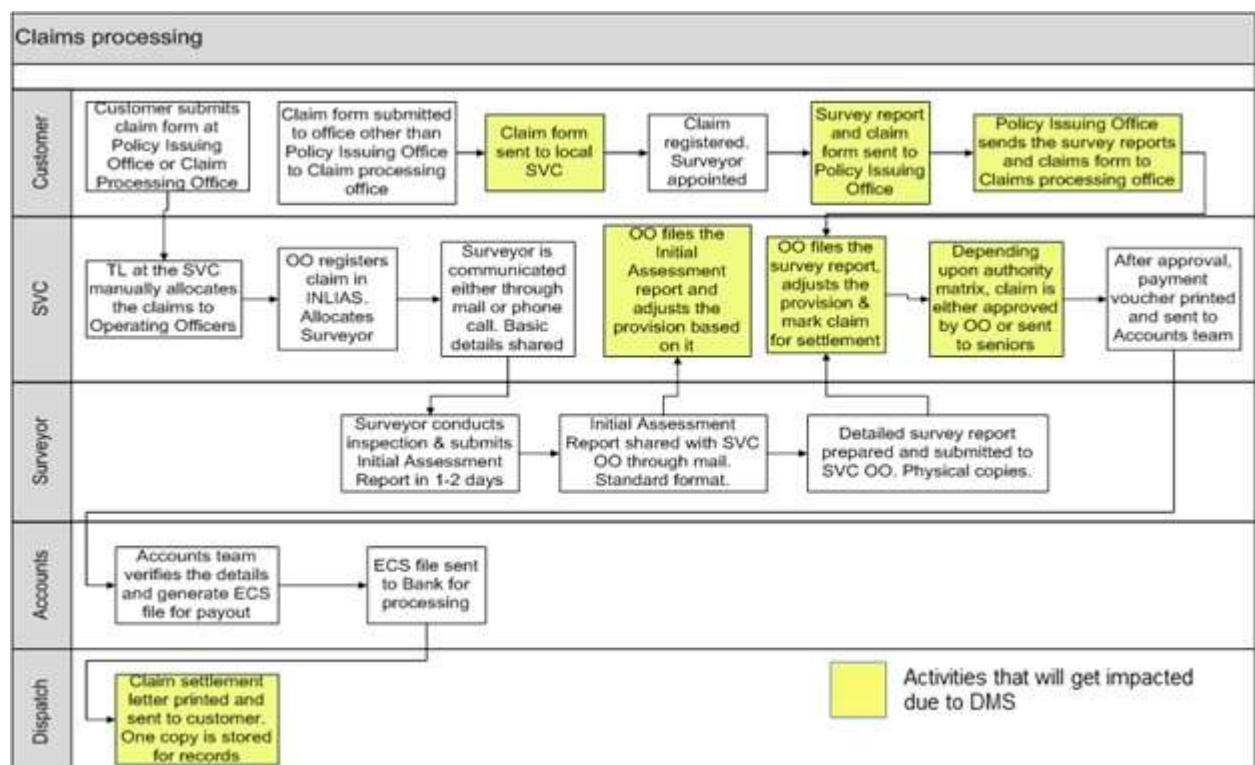 Claims processing
Customer
Customer submits
claim form at
Policy Issuing
Office or Claim
Processing Office
Claim form submitted
to office other than
Policy Issuing Office
to Claim processing
office
Claim form
sent to local
SVC
Claim
registered.
Surveyor
appointed
Survey report
and claim
form sent to
Policy Issuing
Office
Policy Issuing Office
sends the survey reports
and claims form to
Claims processing office
SVC
TL at the SVC
manually allocates
the claims to
Operating Officers
OO registers
claim in
INLIAS.
Allocates
Surveyor
Surveyor is
communicated
either through
mail or phone
call. Basic
details shared
OO files the
Initial
Assessment
report and
adjusts the
provision based
on it
OO files the
survey report,
adjusts the
provision &
mark claim
for settlement
Depending
upon authority
matrix, claim is
either approved
by OO or sent
to seniors
After approval,
payment
voucher printed
and sent to
Accounts team
Surveyor
Surveyor conducts
inspection & submits
Initial Assessment
Report in 1-2 days
Initial Assessment
Report shared with SVC
OO through mail.
Standard format.
Detailed survey report
prepared and submitted to
SVC OO. Physical copies.
Accounts
Accounts team
verifies the details
and generate ECS
file for payout
ECS file sent
to Bank for
processing
Dispatch
Claim settlement
letter printed and
sent to customer.
One copy is stored
for records
Activities that will get impacted
due to DMS